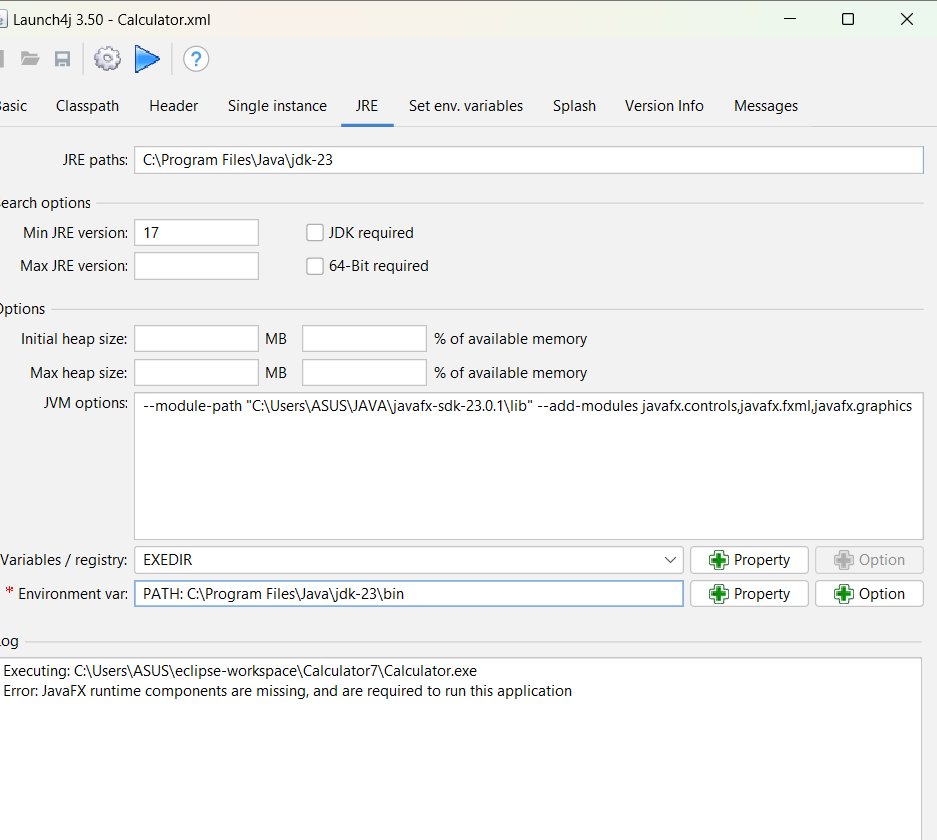 Launch4j 3.50 - Calculator.xml
?
asic Classpath Header Single instance JRE Set env. variables Splash Version Info Messages
JRE paths: C:\Program Files\Java\jdk-23
earch options
Min JRE version: 17 JDK required
Max JRE version: 64-Bit required
Options
Initial heap size: MB % of available memory
Max heap size: MB % of available memory
JVM options: --module-path "C:\Users\ASUS\JAVA\javafx-sdk-23.0.1\lib" --add-modules javafx.controls,javafx.fxml,javafx.graphics
Variables / registry: EXEDIR Property Option
* Environment var: PATH: C:\Program Files\Java\jdk-23\bin Property Option
og
Executing: C:\Users\ASUS\eclipse-workspace\Calculator7\Calculator.exe
Error: JavaFX runtime components are missing, and are required to run this application